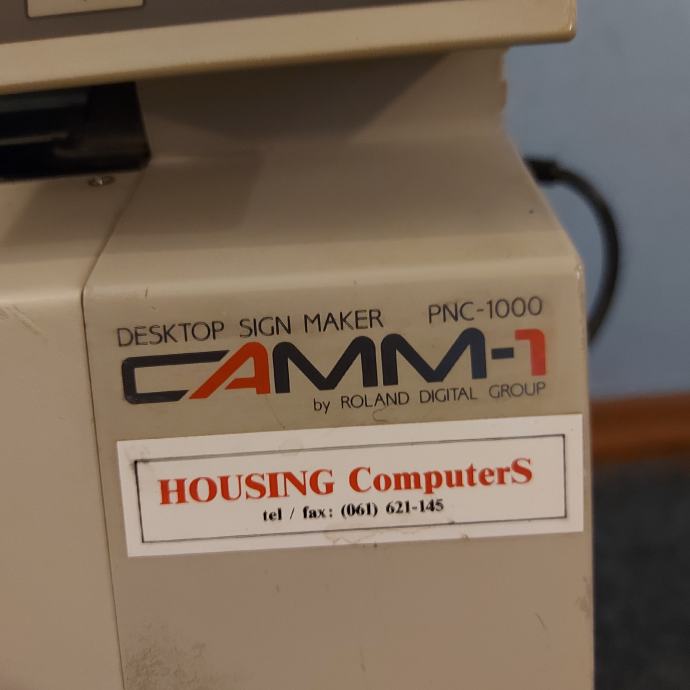 DESKTOP SIGN MAKER PNC-1000
CAMM-1
by ROLAND DIGITAL GROUP
HOUSING ComputerS
tel / fax: (061) 621-145